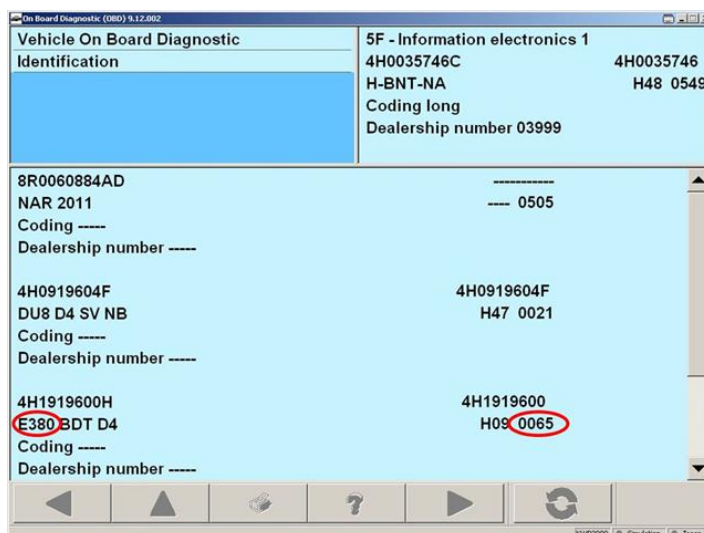 On Board Diagnostic (OBD) 9.12.002
Vehicle On Board Diagnostic
Identification
5F - Information electronics 1
4H0035746C 4H0035746
H-BNT-NA H48 0549
Coding long
Dealership number 03999
8R0060884AD -----------
NAR 2011 ---- 0505
Coding -----
Dealership number -----
4H0919604F 4H0919604F
DU8 D4 SV NB H47 0021
Coding -----
Dealership number -----
4H1919600H 4H1919600
E380 BDT D4 H09 0065
Coding -----
Dealership number -----
?